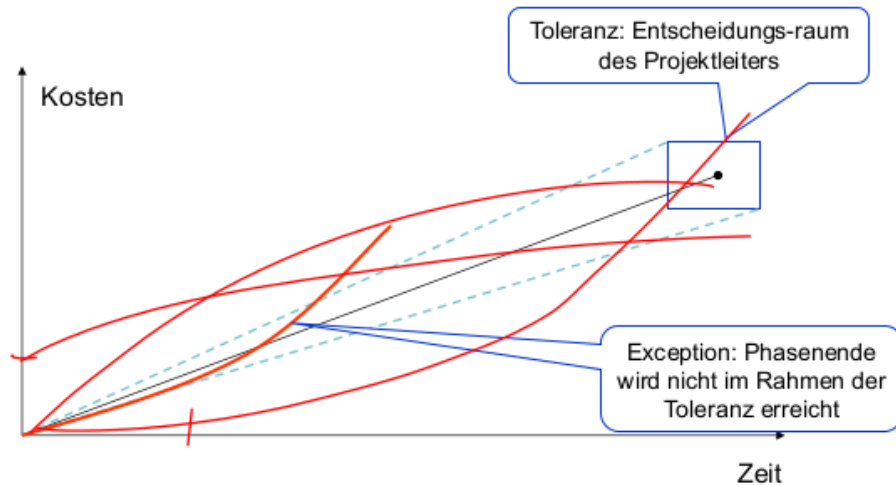 Toleranz: Entscheidungs-raum
des Projektleiters
Kosten
Exception: Phasenende
wird nicht im Rahmen der
Toleranz erreicht
Zeit